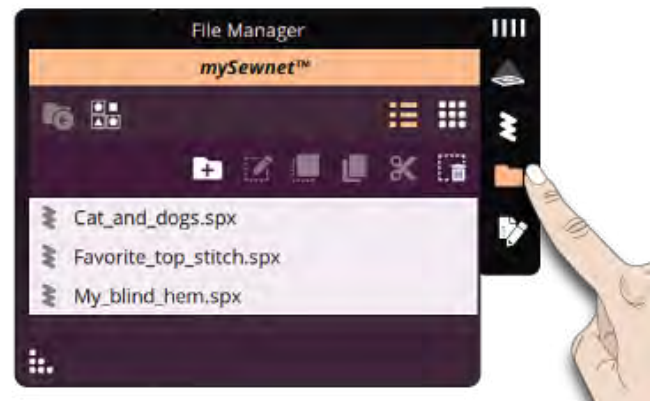 File Manager
mySewnet™
Cat_and_dogs.spx
Favorite_top_stitch.spx
My_blind_hem.spx